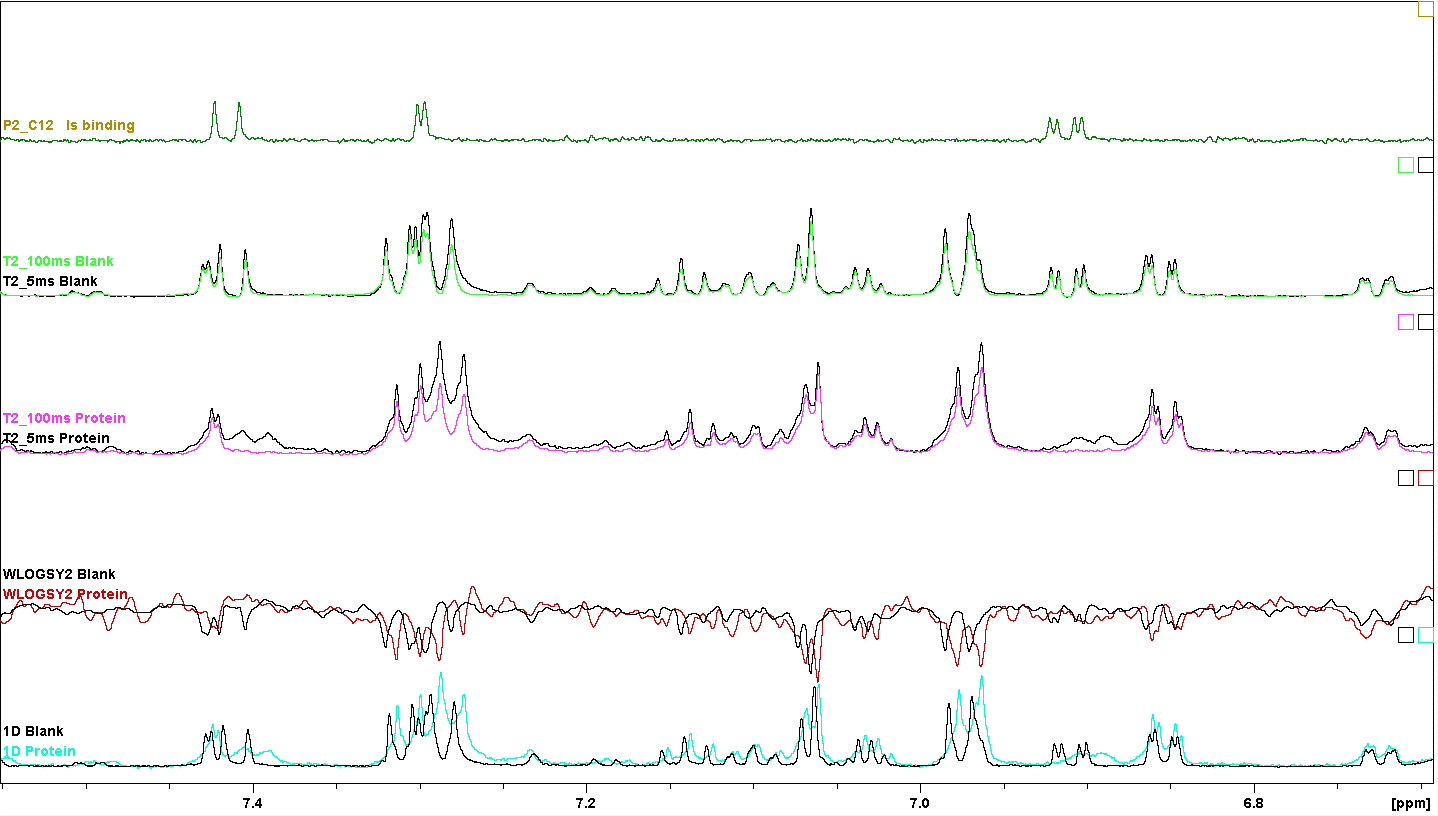 P2_C12 Is binding
T2_100ms Blank
T2_5ms Blank
T2_100ms Protein
T2_5ms Protein
WLOGSY2 Blank
WLOGSY2 Protein
1D Blank
1D Protein
7.4 7.2 7.0 6.8 [ppm]